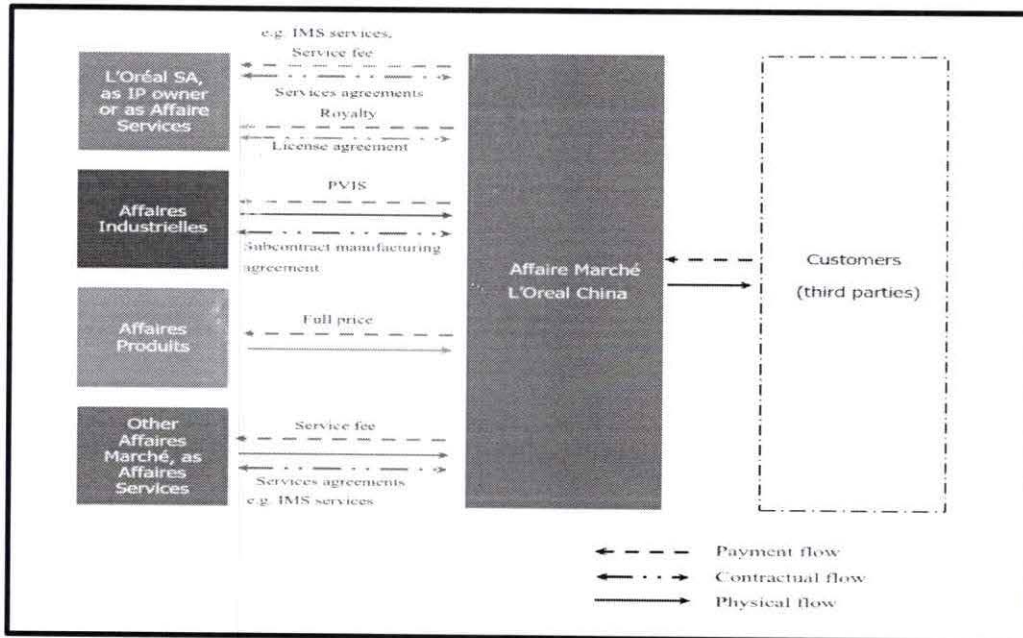 e.g. IMS services,
Service fee
L'Oréal SA,
as IP owner
or as Affaire
Services
Services agreements
Royalty
License agreement
Affaires
Industrielles
PVIS
Subcontract manufacturing
agreement
Affaires
Produits
Full price
Other
Affaires
Marché, as
Affaires
Services
Service fee
Services agreements
e.g. IMS services
Affaire Marché
L'Oreal China
Customers
(third parties)
Payment flow
Contractual flow
Physical flow